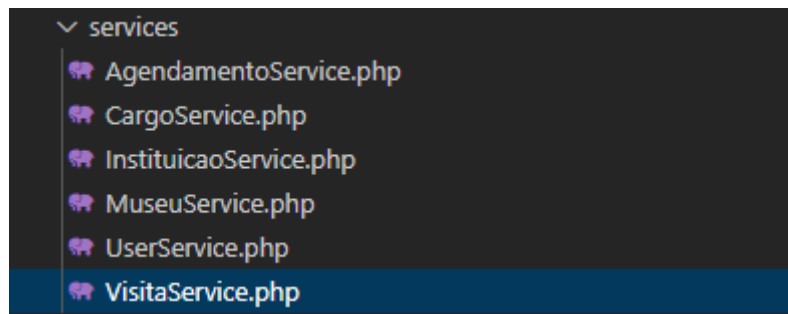 services
AgendamentoService.php
CargoService.php
InstituicaoService.php
MuseuService.php
UserService.php
VisitaService.php